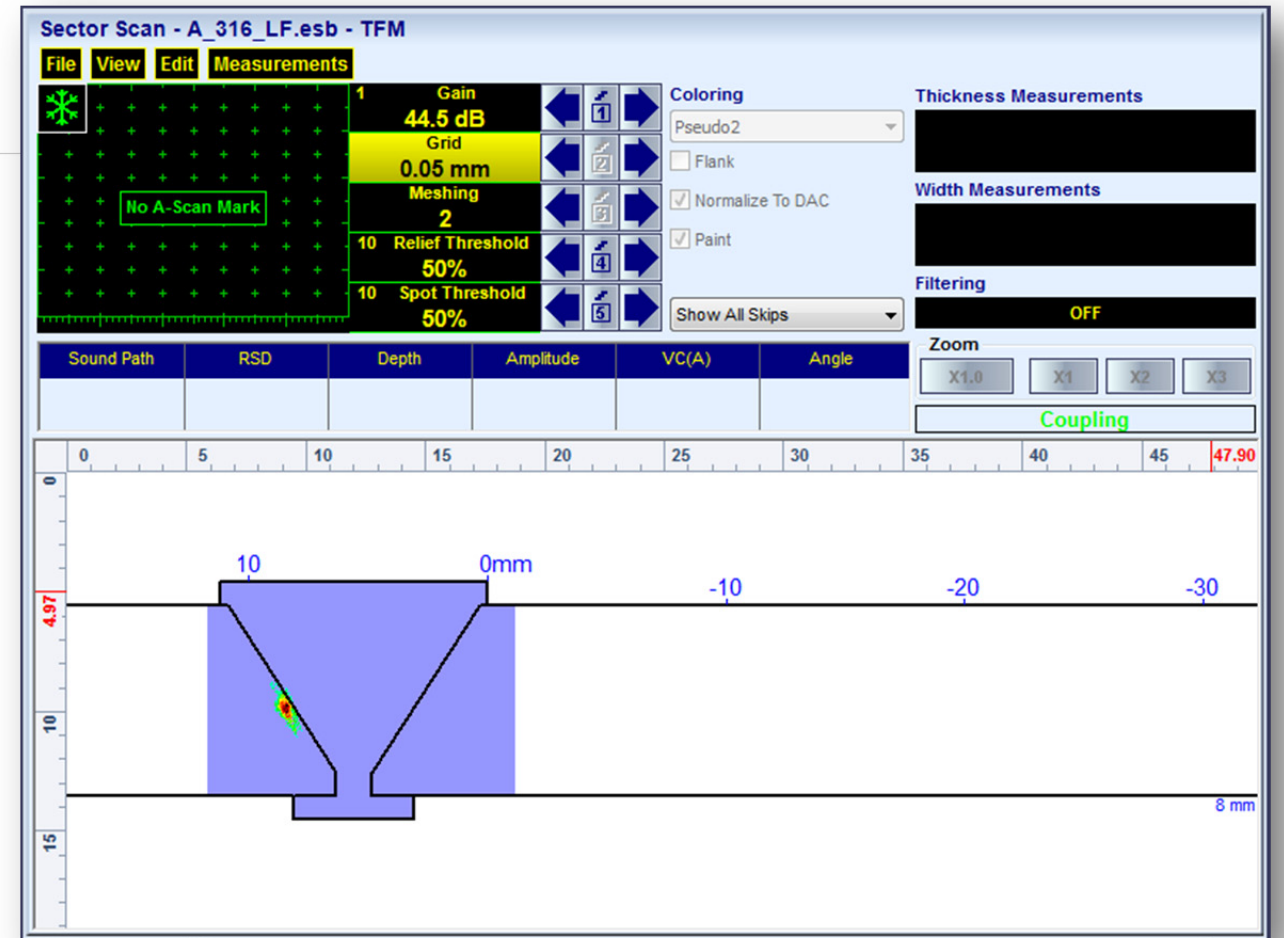 Sector Scan - A_316_LF.esb - TFM
File View Edit Measurements
No A-Scan Mark
1 Gain
44.5 dB
1
Grid
0.05 mm
2
Meshing
2
3
10 Relief Threshold
50%
4
10 Spot Threshold
50%
5
Coloring
Pseudo2
Flank
Normalize To DAC
Paint
Show All Skips
Thickness Measurements
Width Measurements
Filtering
OFF
Zoom
X1.0 X1 X2 X3
Coupling
Sound Path RSD Depth Amplitude VC(A) Angle
0 5 10 15 20 25 30 35 40 45 47.90
0
4.97
10
15
10 0mm -10 -20 -30
8 mm